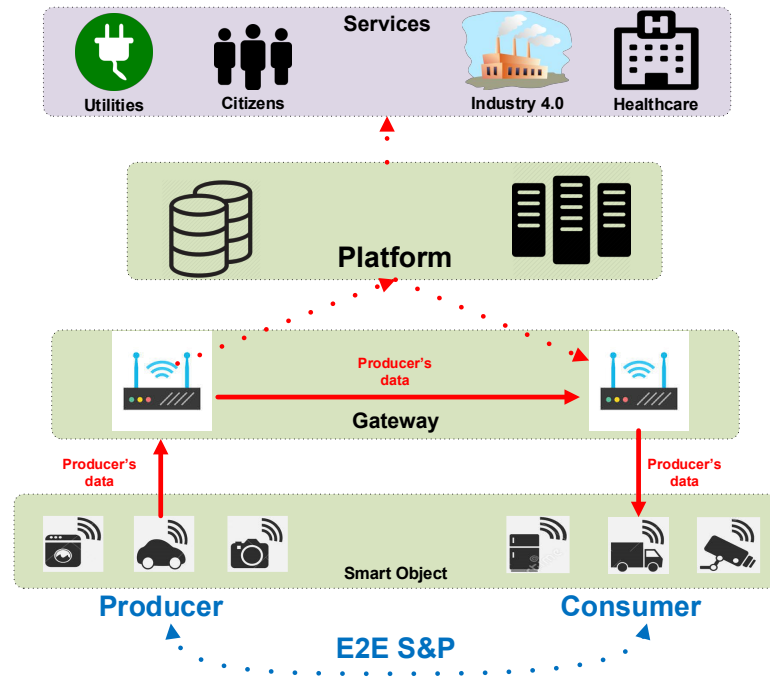 Services
Utilities
Citizens
Industry 4.0
Healthcare
Platform
Producer's
data
Gateway
Producer's
data
Producer's
data
Smart Object
Producer
Consumer
E2E S&P